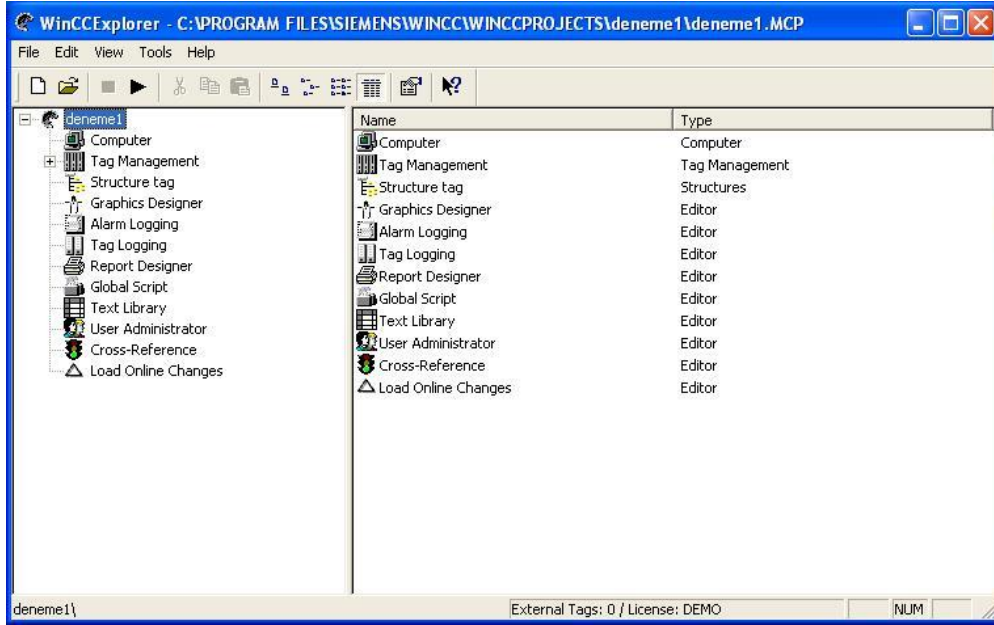 WinCCExplorer - C:\PROGRAM FILES\SIEMENS\WINCC\WINCCPROJECTS\deneme1\deneme1.MCP
File Edit View Tools Help
deneme1
Computer
Tag Management
Structure tag
Graphics Designer
Alarm Logging
Tag Logging
Report Designer
Global Script
Text Library
User Administrator
Cross-Reference
Load Online Changes
Name Type
Computer Computer
Tag Management Tag Management
Structure tag Structures
Graphics Designer Editor
Alarm Logging Editor
Tag Logging Editor
Report Designer Editor
Global Script Editor
Text Library Editor
User Administrator Editor
Cross-Reference Editor
Load Online Changes Editor
deneme1\ External Tags: 0 / License: DEMO NUM